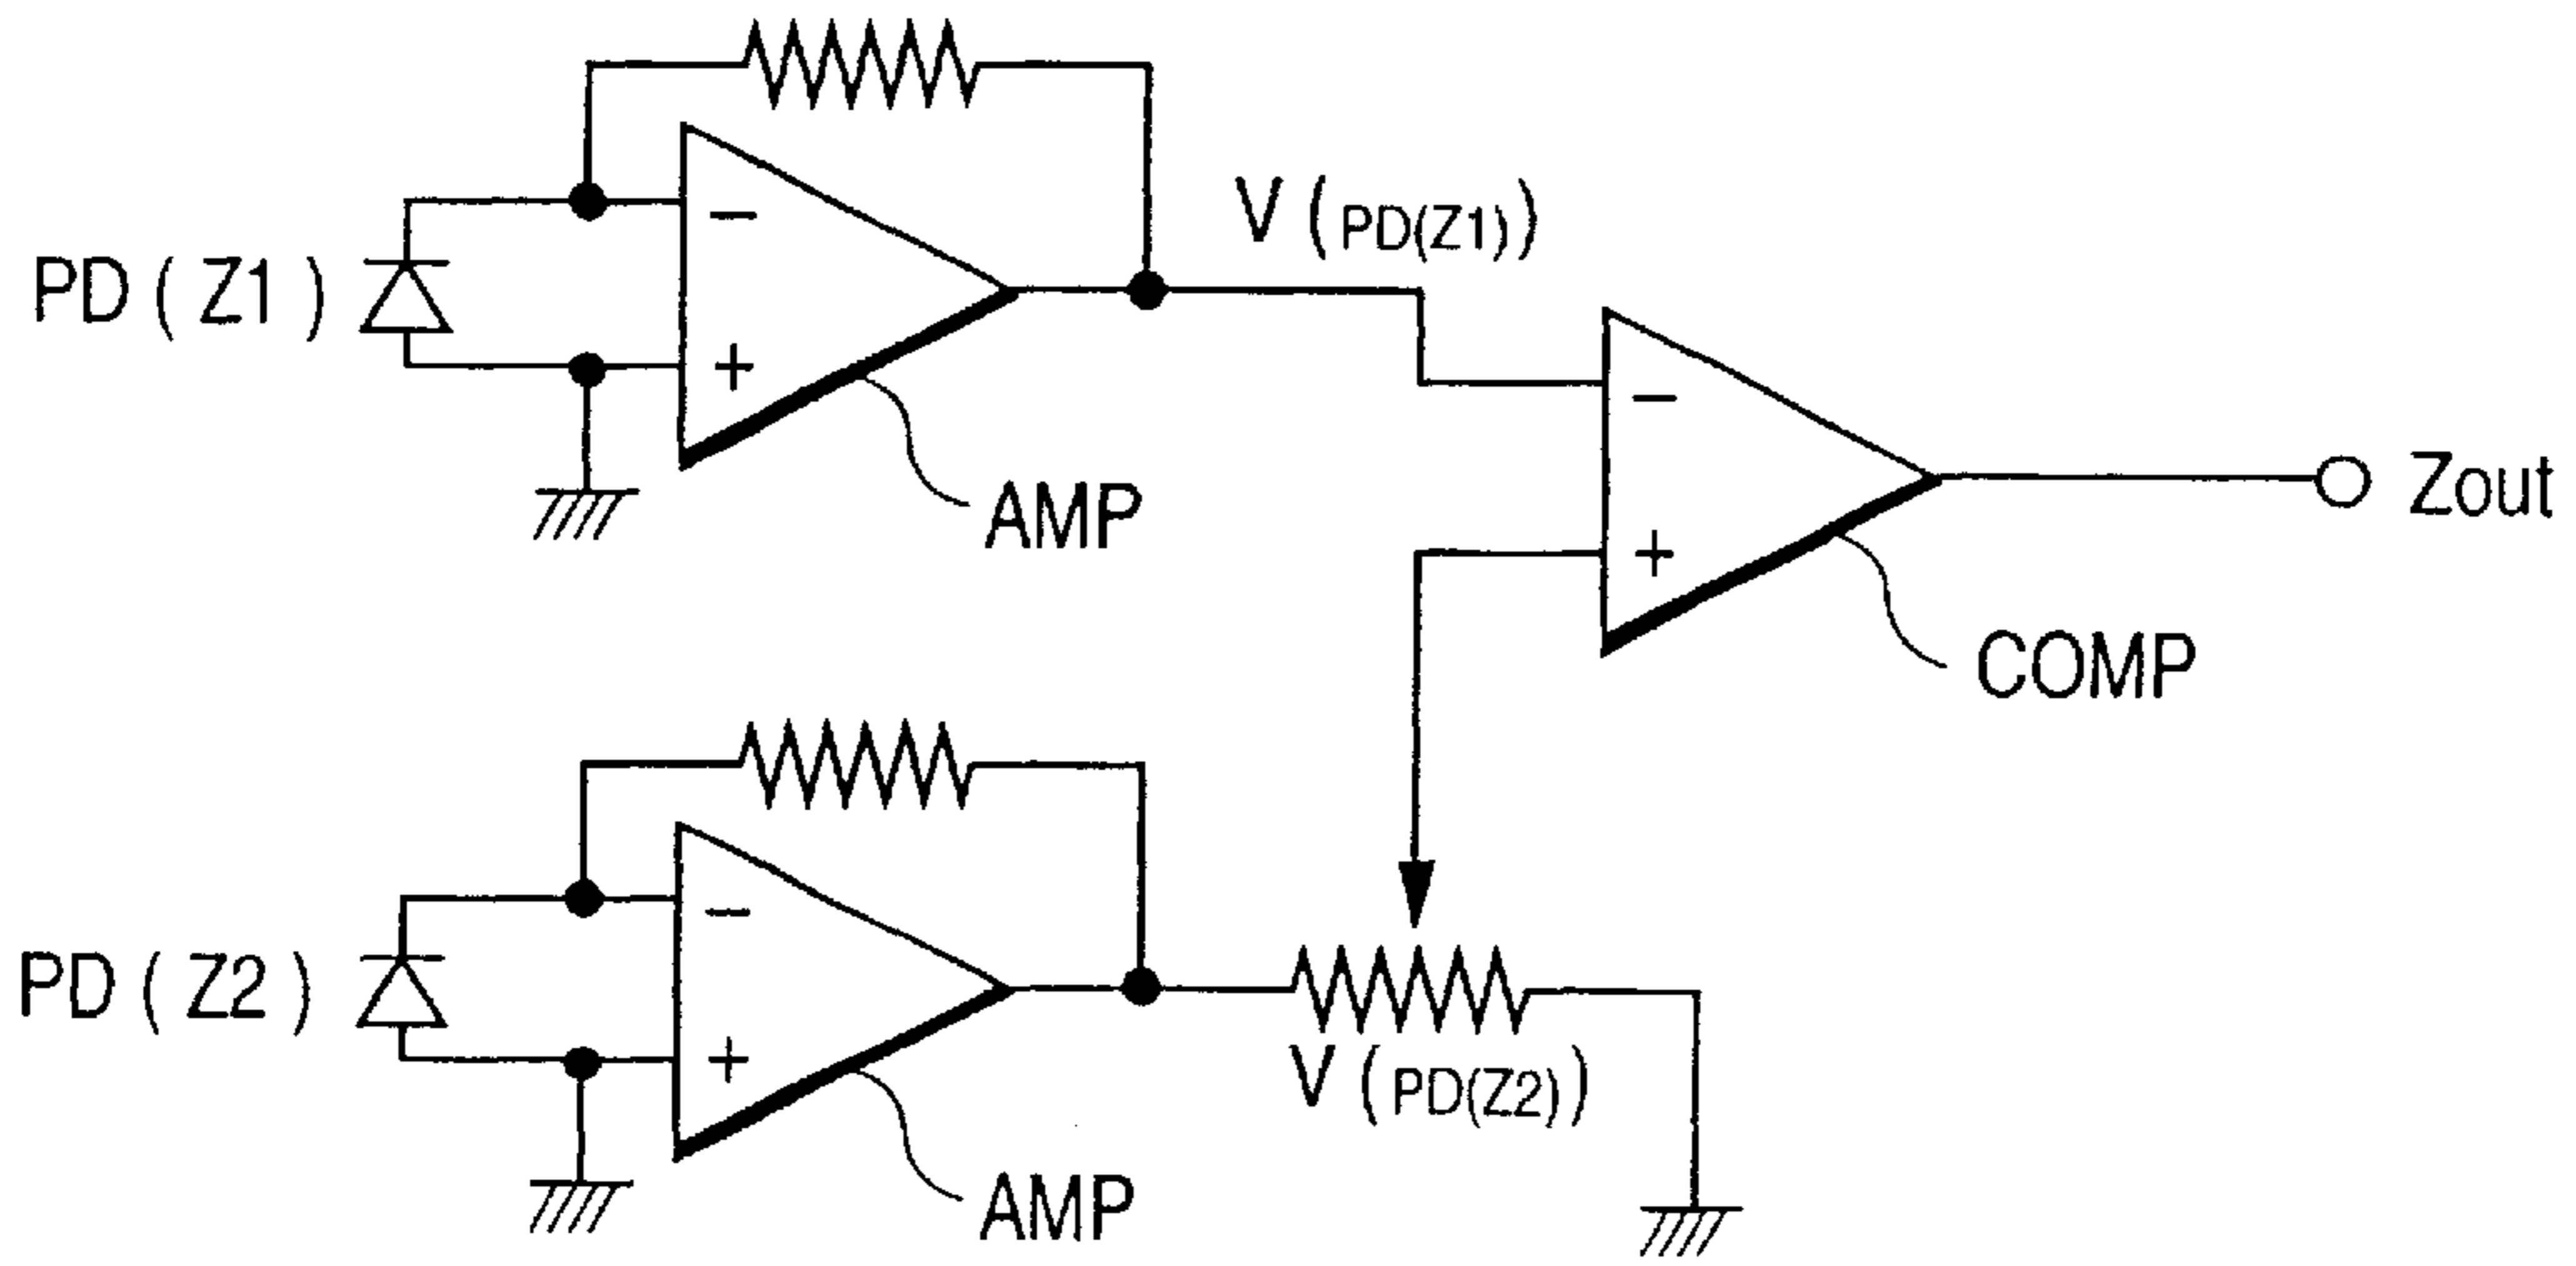 V (PD(Z1))
PD ( Z1 )
−
+
AMP
−
+
Zout
COMP
PD ( Z2 )
−
+
V (PD(Z2))
AMP